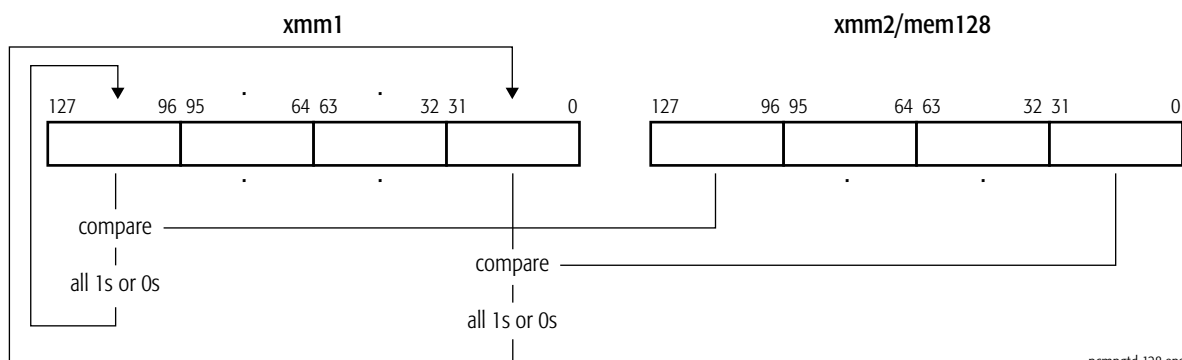 xmm1 xmm2/mem128
. .
127 96 95 64 63 32 31 0 127 96 95 64 63 32 31 0
. . . .
compare
compare
all 1s or 0s
all 1s or 0s